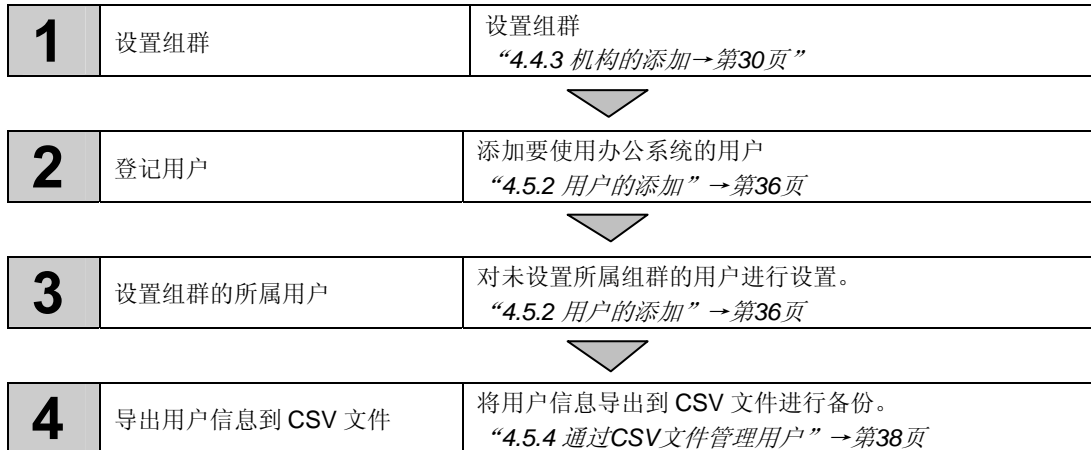 1
设置组群
设置组群
“4.4.3 机构的添加→第30页”
2
登记用户
添加要使用办公系统的用户
“4.5.2 用户的添加”→第36页
3
设置组群的所属用户
对未设置所属组群的用户进行设置。
“4.5.2 用户的添加”→第36页
4
导出用户信息到 CSV 文件
将用户信息导出到 CSV 文件进行备份。
“4.5.4 通过CSV文件管理用户”→第38页